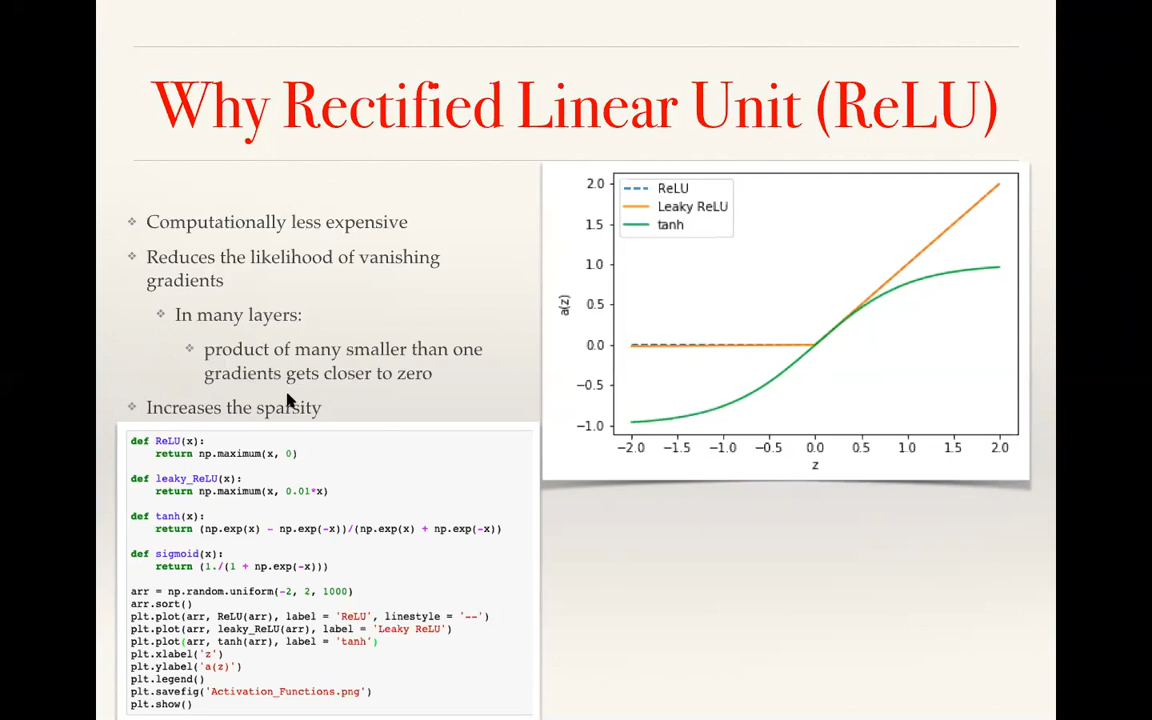 Why Rectified Linear Unit (ReLU)
Computationally less expensive
Reduces the likelihood of vanishing
gradients
In many layers:
product of many smaller than one
gradients gets closer to zero
Increases the sparsity
def ReLU(x):
    return np.maximum(x, 0)
def leaky_ReLU(x):
    return np.maximum(x, 0.01*x)
def tanh(x):
    return (np.exp(x) - np.exp(-x))/(np.exp(x) + np.exp(-x))
def sigmoid(x):
    return (1./(1 + np.exp(-x)))
arr = np.random.uniform(-2, 2, 1000)
arr.sort()
plt.plot(arr, ReLU(arr), label = 'ReLU', linestyle = '--')
plt.plot(arr, leaky_ReLU(arr), label = 'Leaky ReLU')
plt.plot(arr, tanh(arr), label = 'tanh')
plt.xlabel('z')
plt.ylabel('a(z)')
plt.legend()
plt.savefig('Activation_Functions.png')
plt.show()
ReLU
Leaky ReLU
tanh
2.0
1.5
1.0
0.5
0.0
−0.5
−1.0
a(z)
−2.0 −1.5 −1.0 −0.5 0.0 0.5 1.0 1.5 2.0
z